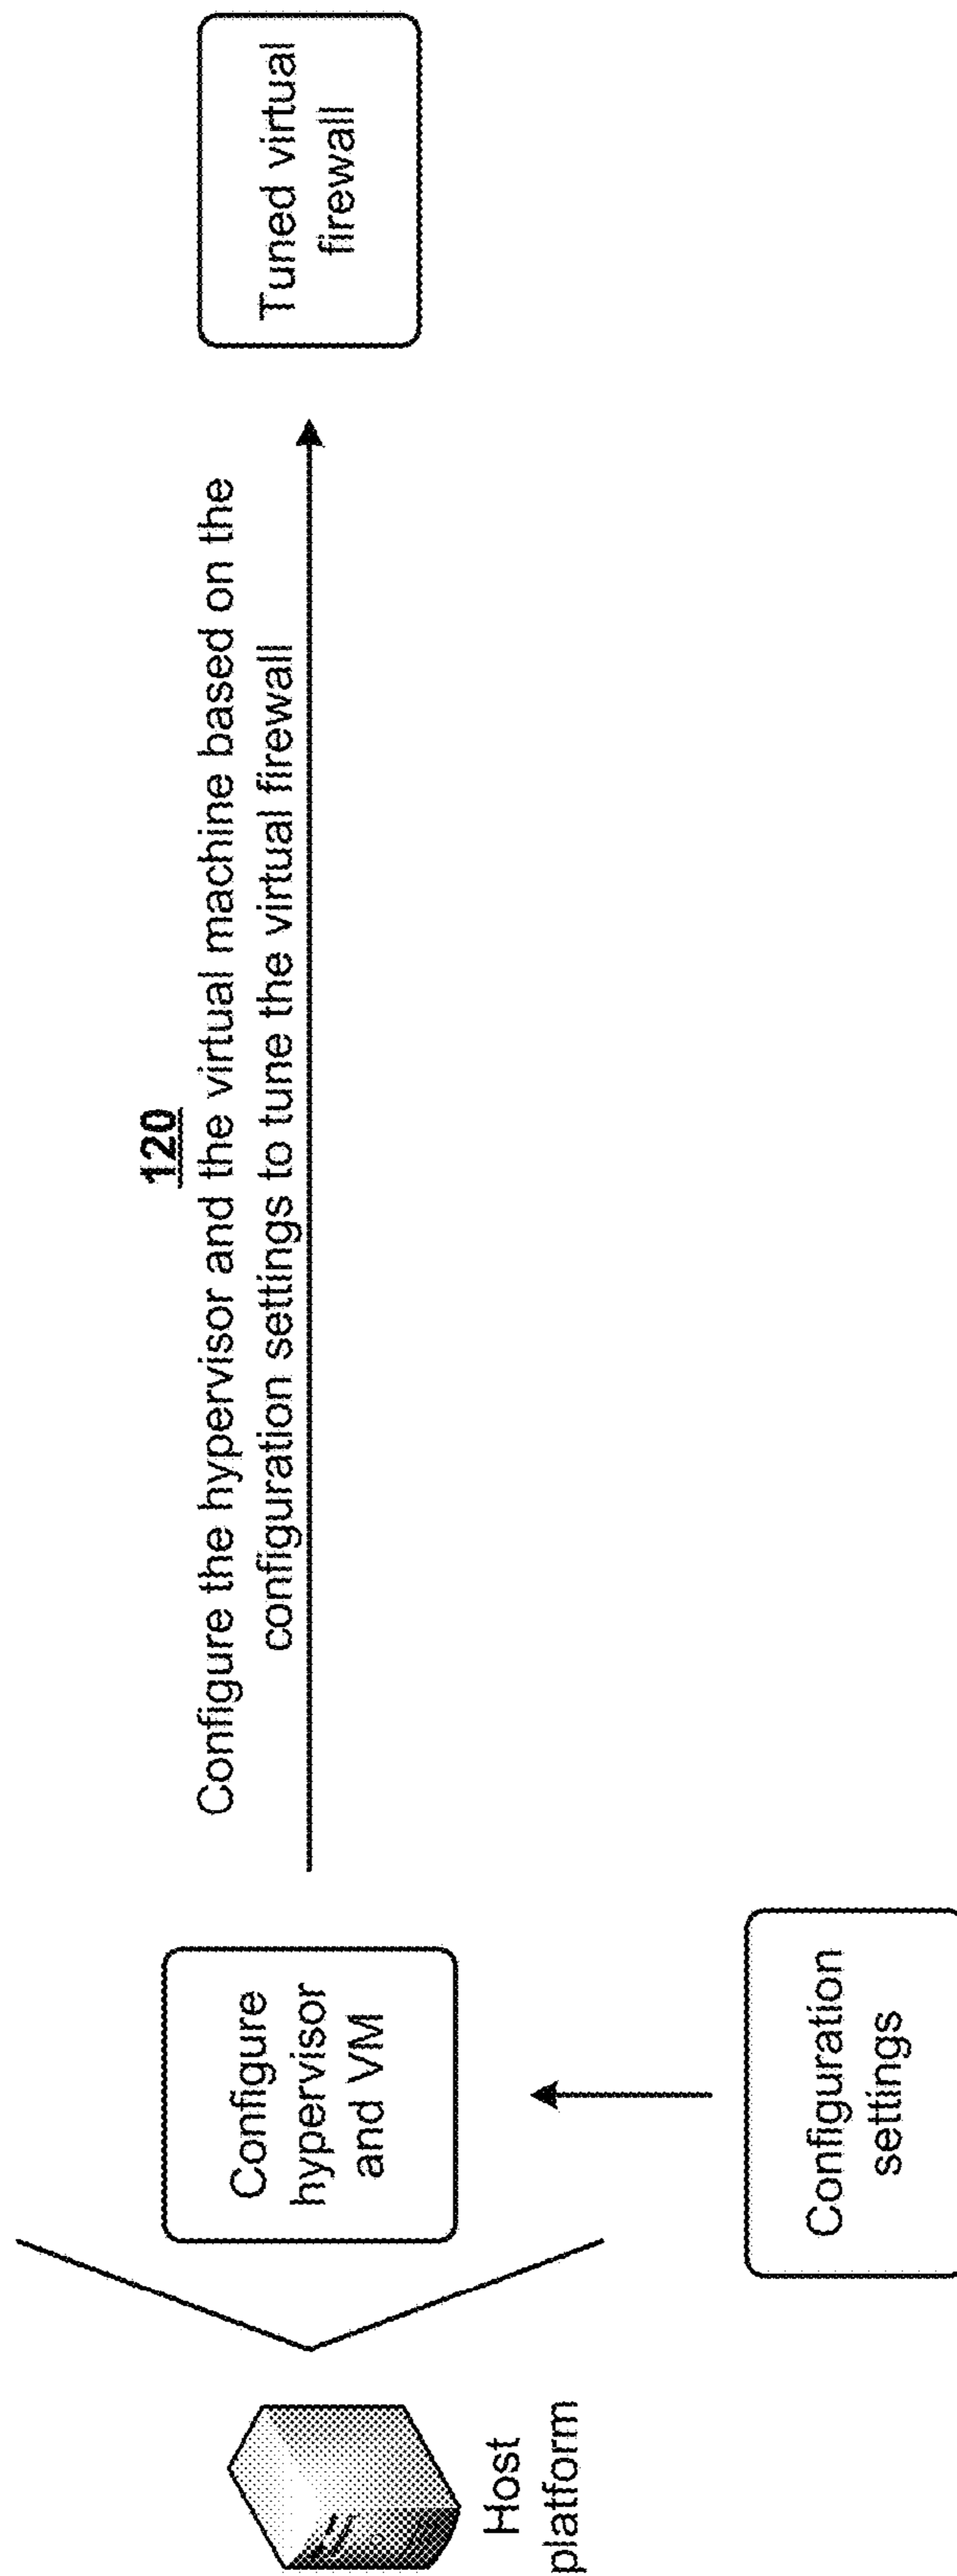 120
Configure the hypervisor and the virtual machine based on the
configuration settings to tune the virtual firewall
Host
platform
Configure
hypervisor
and VM
Configuration
settings
Tuned virtual
firewall